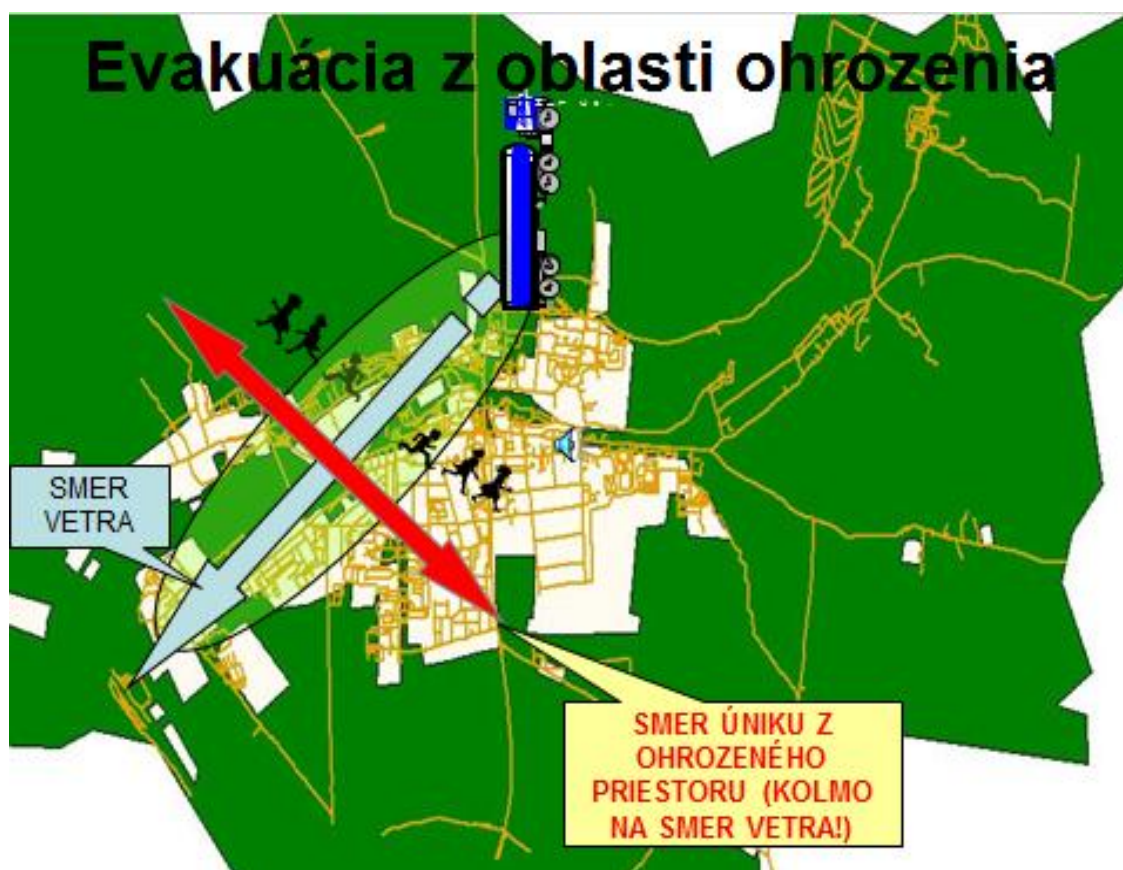 Evakuácia z oblasti ohrozenia
SMER
VETRA
SMER ÚNIKU Z
OHROZENÉHO
PRIESTORU (KOLMO
NA SMER VETRA!)